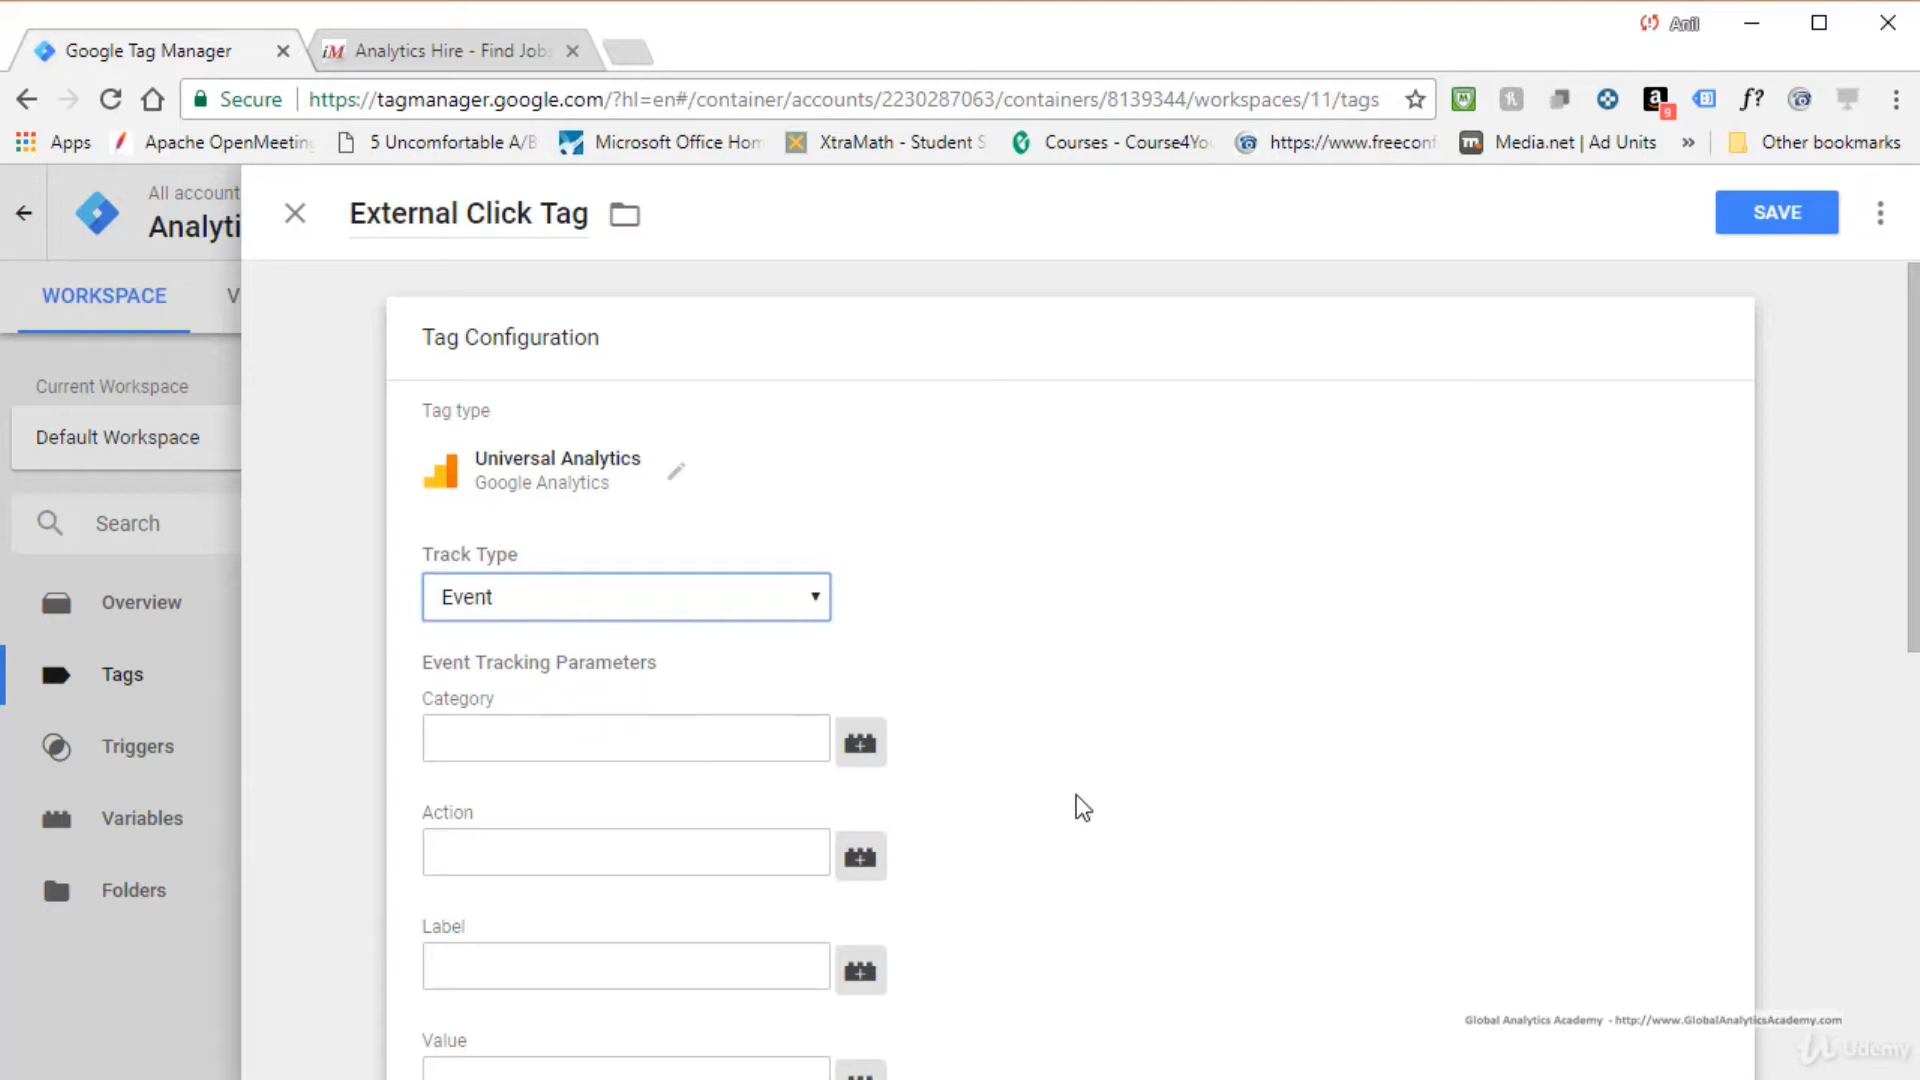 Anil
Google Tag Manager
iM Analytics Hire - Find Job
Secure https://tagmanager.google.com/?hl=en#/container/accounts/2230287063/containers/8139344/workspaces/11/tags
a 9 f?
Apps Apache OpenMeetin 5 Uncomfortable A/B Microsoft Office Hom XtraMath - Student S Courses - Course4Yo https://www.freeconf m Media.net | Ad Units » Other bookmarks
All account
Analyti
External Click Tag
SAVE
WORKSPACE V
Current Workspace
Default Workspace
Search
Overview
Tags
Triggers
Variables
Folders
Tag Configuration
Tag type
Universal Analytics
Google Analytics
Track Type
Event
Event Tracking Parameters
Category
Action
Label
Value
Global Analytics Academy - http://www.GlobalAnalyticsAcademy.com
Udemy